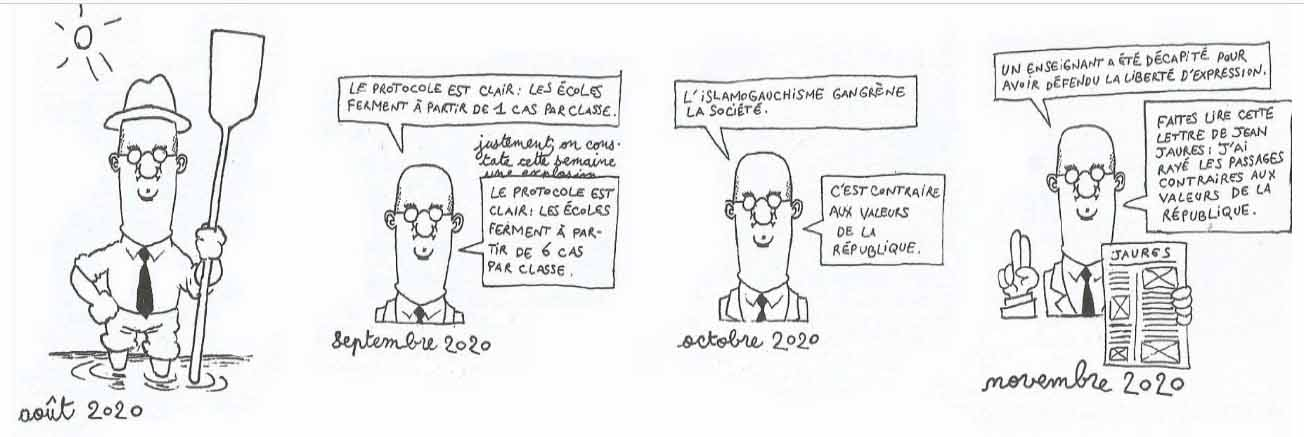 août 2020
LE PROTOCOLE EST CLAIR : LES ÉCOLES
FERMENT À PARTIR DE 1 CAS PAR CLASSE.
justement, on cons-
tate cette semaine
une explosion
LE PROTOCOLE EST
CLAIR : LES ÉCOLES
FERMENT À PAR-
TIR DE 6 CAS
PAR CLASSE.
septembre 2020
L'ISLAMOGAUCHISME GANGRÈNE
LA SOCIÉTÉ.
C'EST CONTRAIRE
AUX VALEURS
DE LA
RÉPUBLIQUE.
octobre 2020
UN ENSEIGNANT A ÉTÉ DÉCAPITÉ POUR
AVOIR DÉFENDU LA LIBERTÉ D'EXPRESSION.
FAITES LIRE CETTE
LETTRE DE JEAN
JAURES : J'AI
RAYÉ LES PASSAGES
CONTRAIRES AUX
VALEURS DE LA
RÉPUBLIQUE.
JAURES
novembre 2020